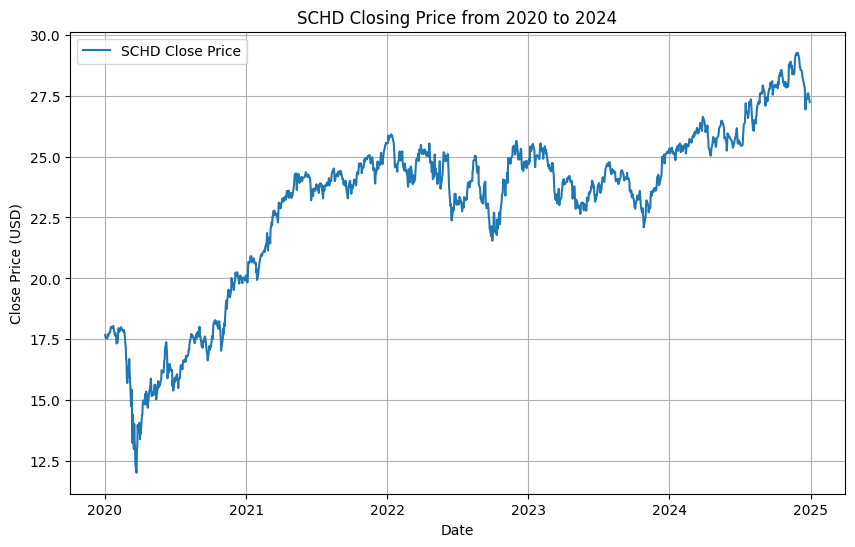 SCHD Closing Price from 2020 to 2024
SCHD Close Price
Close Price (USD)
30.0
27.5
25.0
22.5
20.0
17.5
15.0
12.5
2020 2021 2022 2023 2024 2025
Date